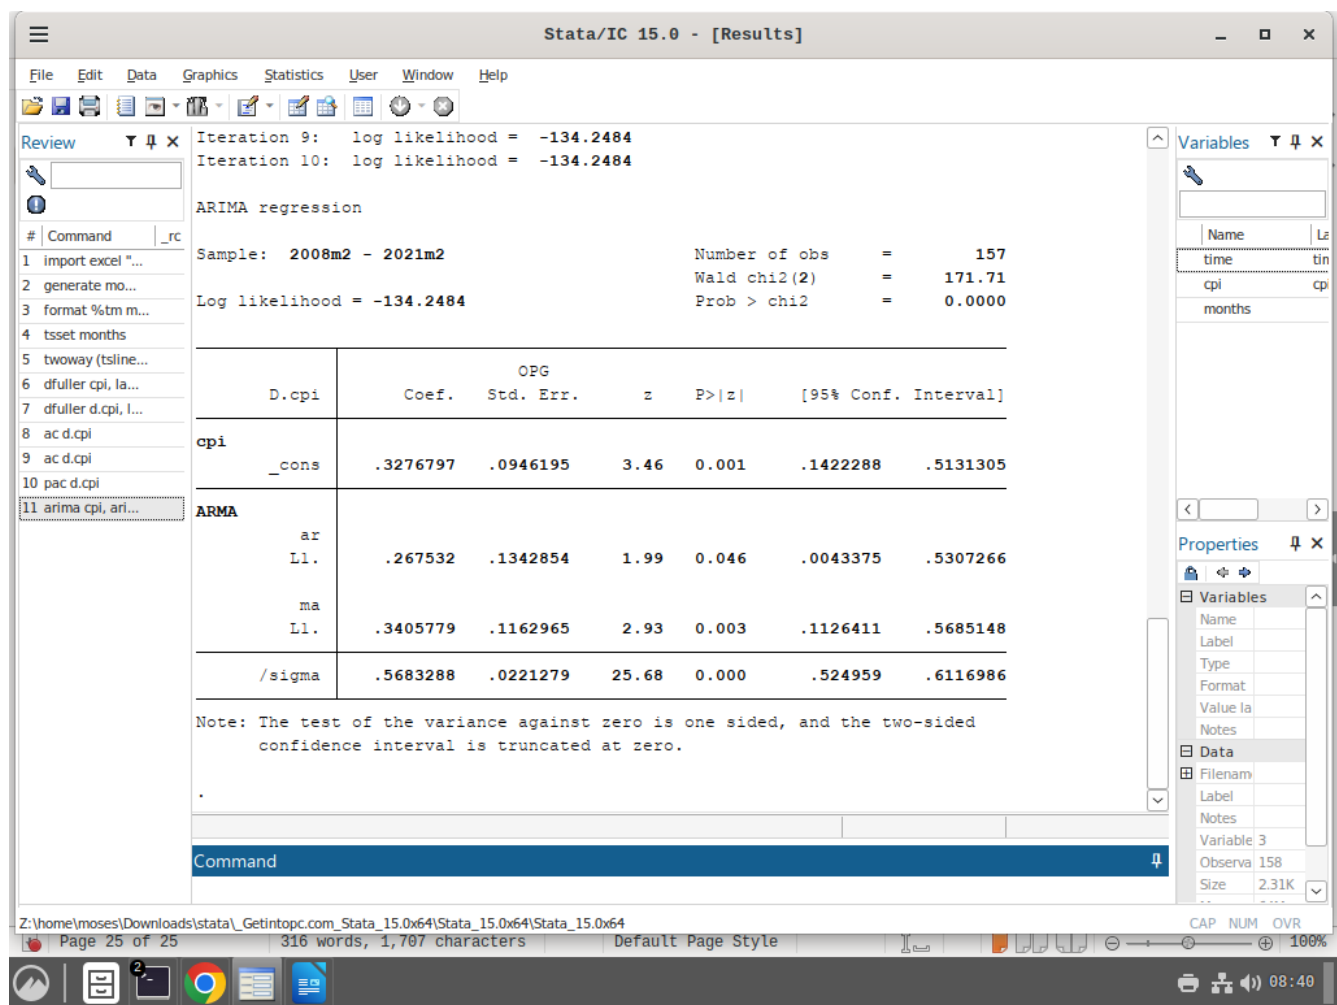 Stata/IC 15.0 - [Results]
File Edit Data Graphics Statistics User Window Help
Review
# Command _rc
1 import excel "...
2 generate mo...
3 format %tm m...
4 tsset months
5 twoway (tsline...
6 dfuller cpi, la...
7 dfuller d.cpi, l...
8 ac d.cpi
9 ac d.cpi
10 pac d.cpi
11 arima cpi, ari...
Iteration 9: log likelihood = -134.2484
Iteration 10: log likelihood = -134.2484
ARIMA regression
Sample: 2008m2 - 2021m2 Number of obs = 157
Wald chi2(2) = 171.71
Log likelihood = -134.2484 Prob > chi2 = 0.0000
OPG
D.cpi Coef. Std. Err. z P>|z| [95% Conf. Interval]
cpi
_cons .3276797 .0946195 3.46 0.001 .1422288 .5131305
ARMA
ar
L1. .267532 .1342854 1.99 0.046 .0043375 .5307266
ma
L1. .3405779 .1162965 2.93 0.003 .1126411 .5685148
/sigma .5683288 .0221279 25.68 0.000 .524959 .6116986
Note: The test of the variance against zero is one sided, and the two-sided
confidence interval is truncated at zero.
.
Command
Variables
Name La
time tin
cpi cpi
months
Properties
Variables
Name
Label
Type
Format
Value la
Notes
Data
Filenam
Label
Notes
Variable 3
Observa 158
Size 2.31K
Z:\home\moses\Downloads\stata\_Getintopc.com_Stata_15.0x64\Stata_15.0x64\Stata_15.0x64
CAP NUM OVR
Page 25 of 25 316 words, 1,707 characters Default Page Style 100%
2
08:40